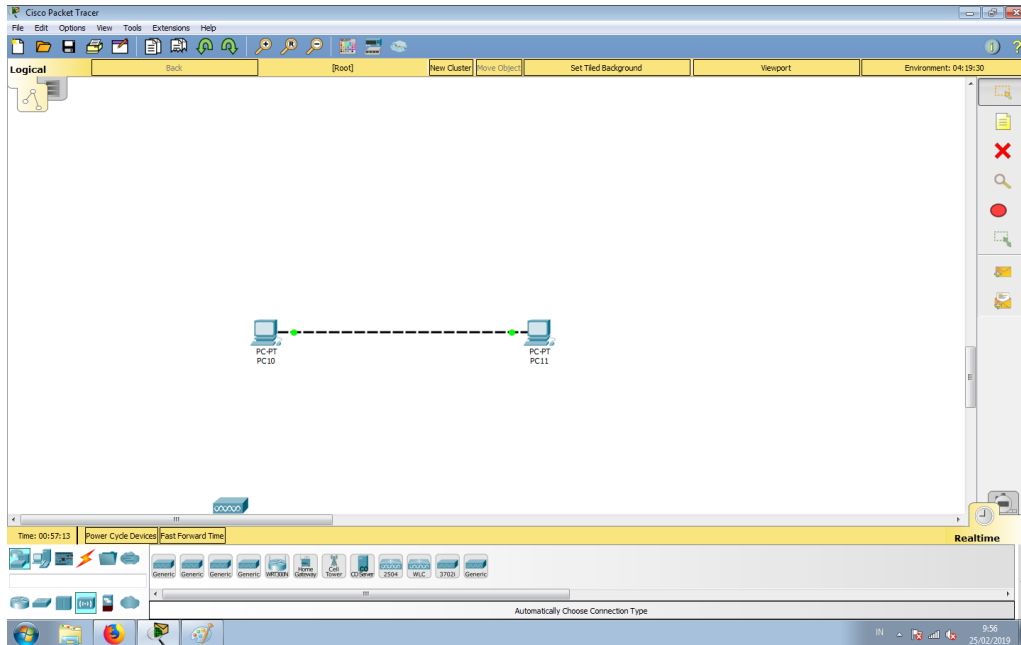 Cisco Packet Tracer
File Edit Options View Tools Extensions Help
Logical Back [Root] New Cluster Move Object Set Tiled Background Viewport Environment: 04:19:30
PC-PT PC-PT
PC10 PC11
Time: 00:57:13 Power Cycle Devices Fast Forward Time Realtime
Generic Generic Generic Generic WRT300N Home Gateway Cell Tower CO Server 2504 WLC 3702i Generic
Automatically Choose Connection Type
IN 9:56
25/02/2019